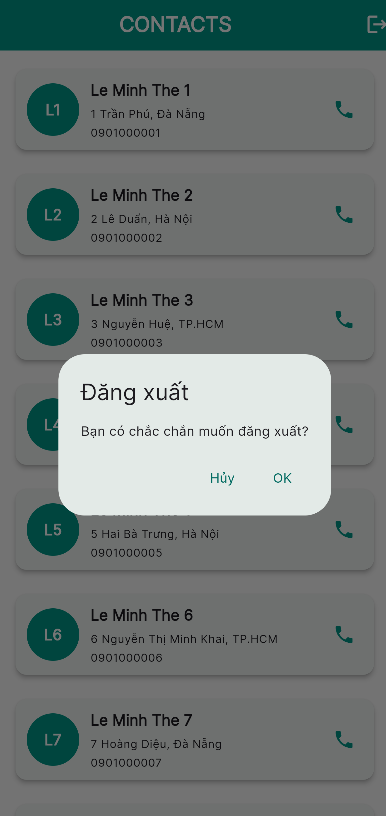 CONTACTS
L1
Le Minh The 1
1 Trần Phú, Đà Nẵng
0901000001
L2
Le Minh The 2
2 Lê Duẩn, Hà Nội
0901000002
L3
Le Minh The 3
3 Nguyễn Huệ, TP.HCM
0901000003
Đăng xuất
Bạn có chắc chắn muốn đăng xuất?
Hủy
OK
L5
5 Hai Bà Trưng, Hà Nội
0901000005
L6
Le Minh The 6
6 Nguyễn Thị Minh Khai, TP.HCM
0901000006
L7
Le Minh The 7
7 Hoàng Diệu, Đà Nẵng
0901000007